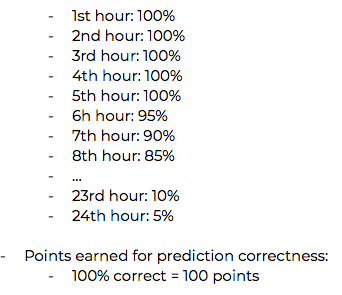 - 1st hour: 100%
- 2nd hour: 100%
- 3rd hour: 100%
- 4th hour: 100%
- 5th hour: 100%
- 6h hour: 95%
- 7th hour: 90%
- 8th hour: 85%
- ...
- 23rd hour: 10%
- 24th hour: 5%
- Points earned for prediction correctness:
- 100% correct = 100 points